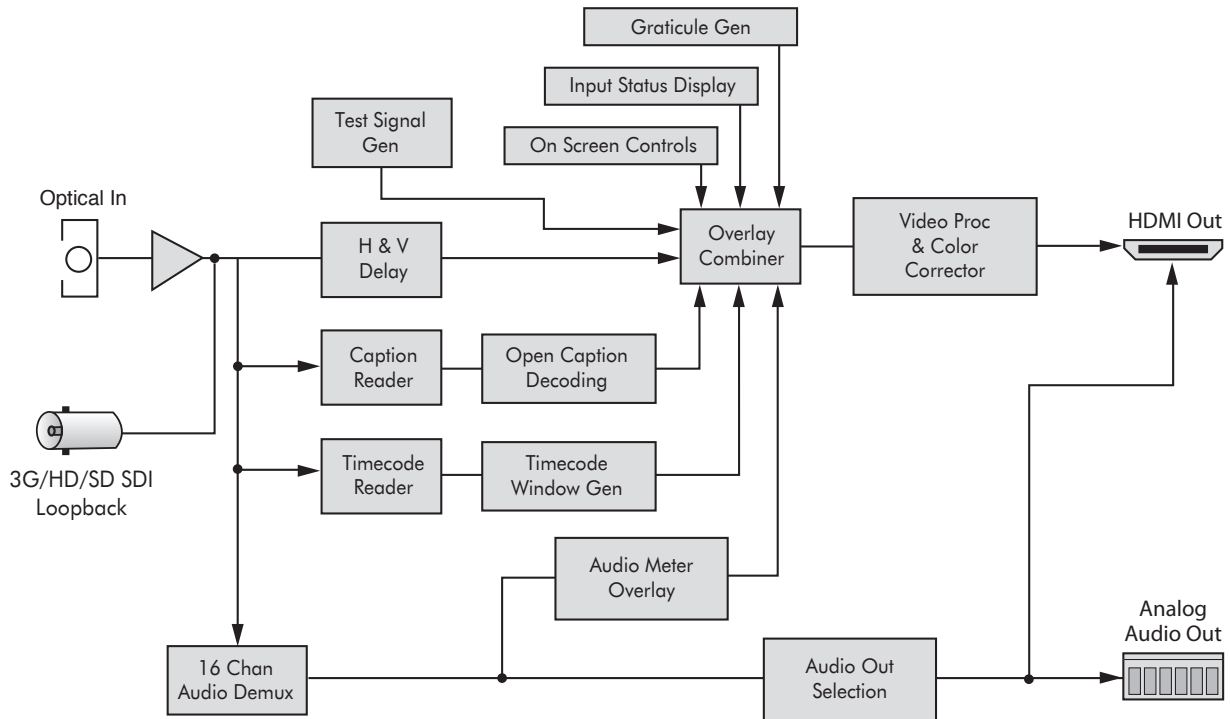 Graticule Gen
Input Status Display
Test Signal
Gen
On Screen Controls
Optical In
H & V
Delay
Overlay
Combiner
Video Proc
& Color
Corrector
HDMI Out
Caption
Reader
Open Caption
Decoding
3G/HD/SD SDI
Loopback
Timecode
Reader
Timecode
Window Gen
Audio Meter
Overlay
16 Chan
Audio Demux
Audio Out
Selection
Analog
Audio Out